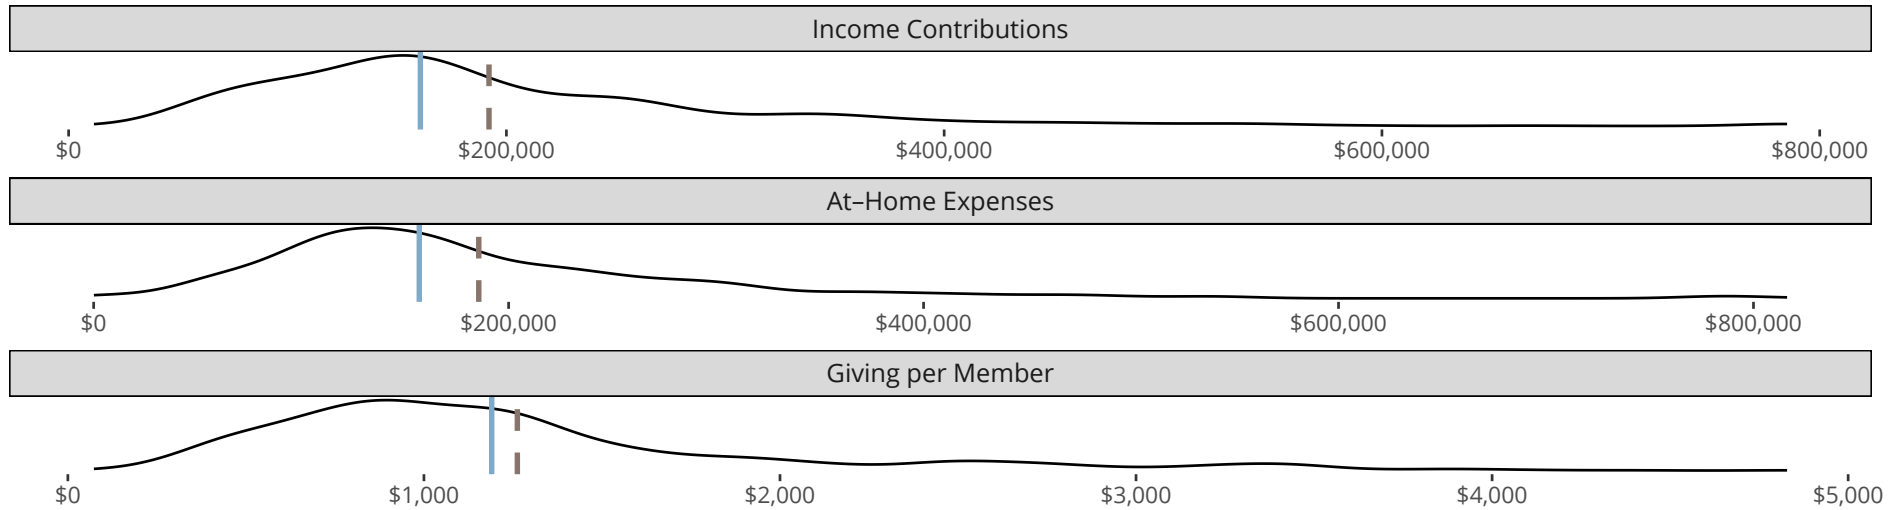 Income Contributions
$0 $200,000 $400,000 $600,000 $800,000
At–Home Expenses
$0 $200,000 $400,000 $600,000 $800,000
Giving per Member
$0 $1,000 $2,000 $3,000 $4,000 $5,000